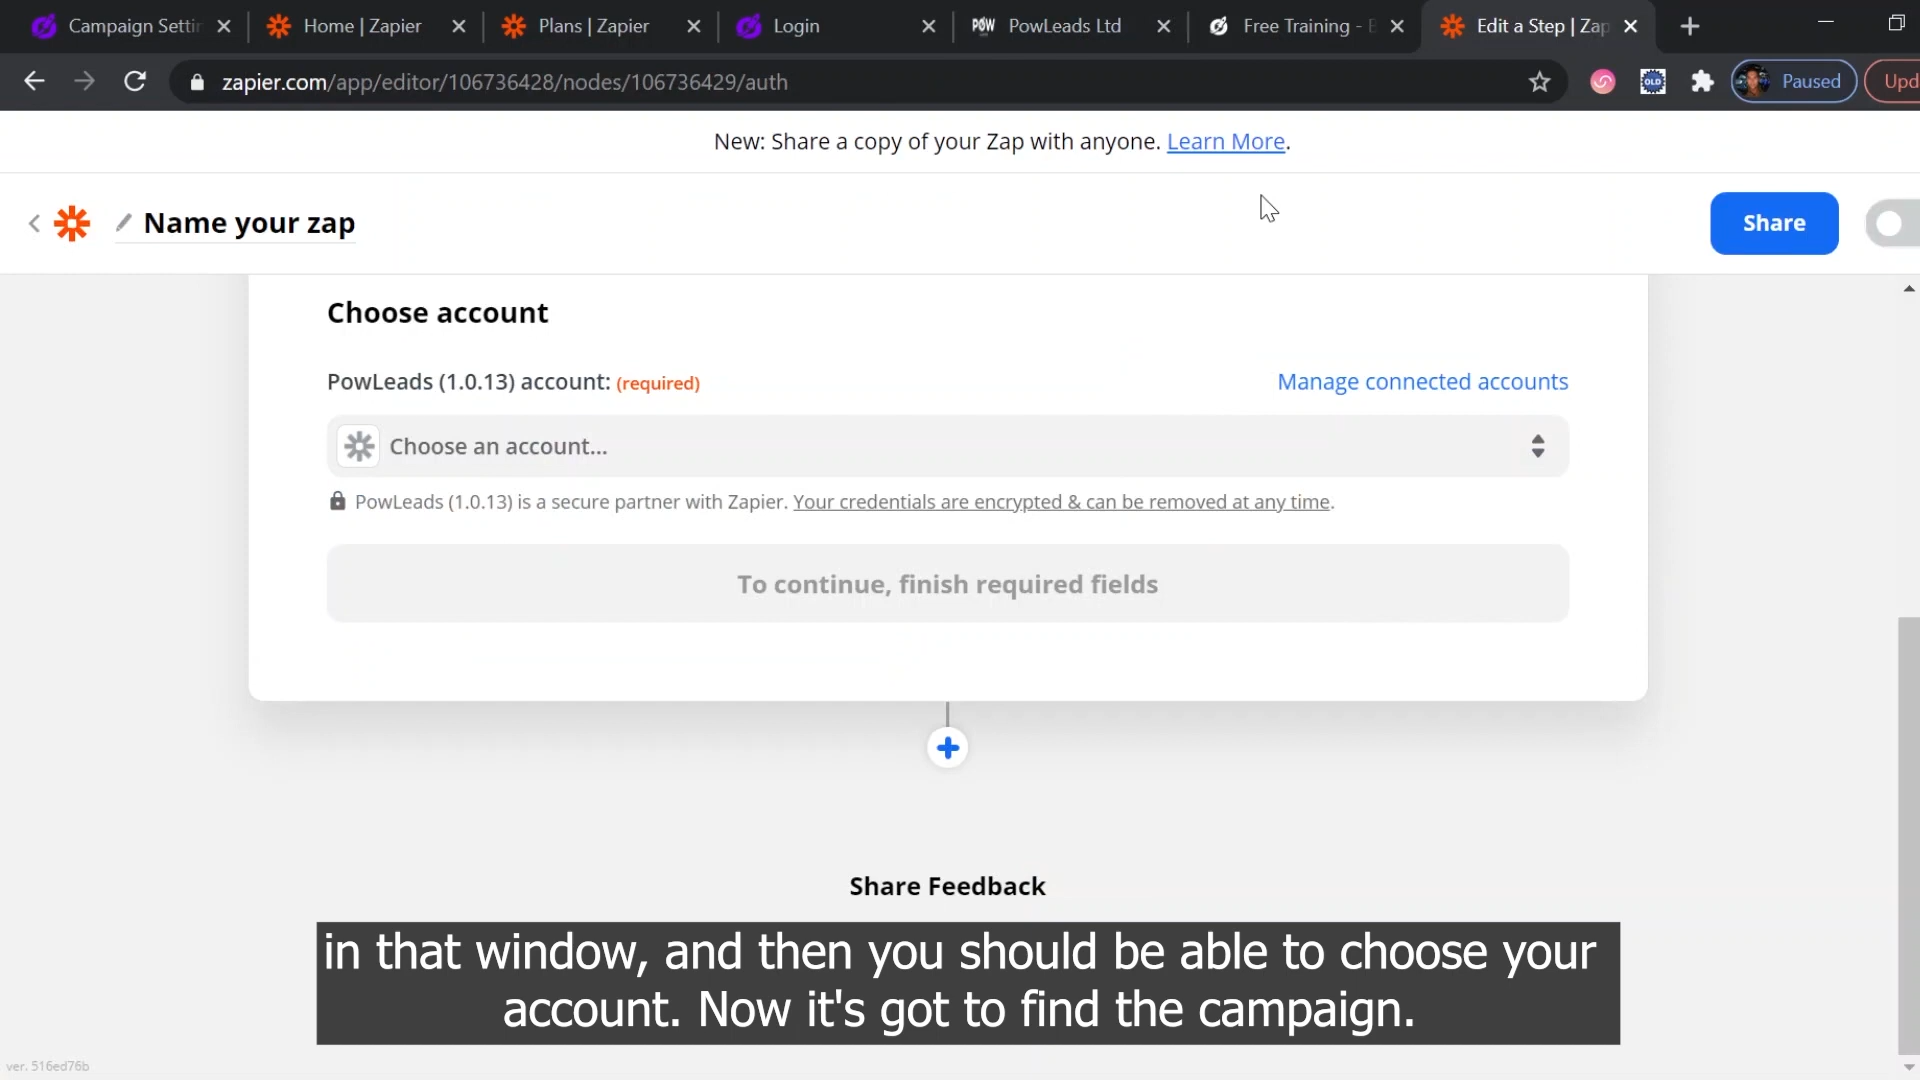 Campaign Settin
Home | Zapier
Plans | Zapier
Login
POW PowLeads Ltd
Free Training - B
Edit a Step | Zap
zapier.com/app/editor/106736428/nodes/106736429/auth
OLD
Paused
Upd
New: Share a copy of your Zap with anyone. Learn More.
Name your zap
Share
Choose account
PowLeads (1.0.13) account: (required)
Manage connected accounts
Choose an account...
PowLeads (1.0.13) is a secure partner with Zapier. Your credentials are encrypted & can be removed at any time.
To continue, finish required fields
Share Feedback
in that window, and then you should be able to choose your
account. Now it's got to find the campaign.
ver. 516ed76b